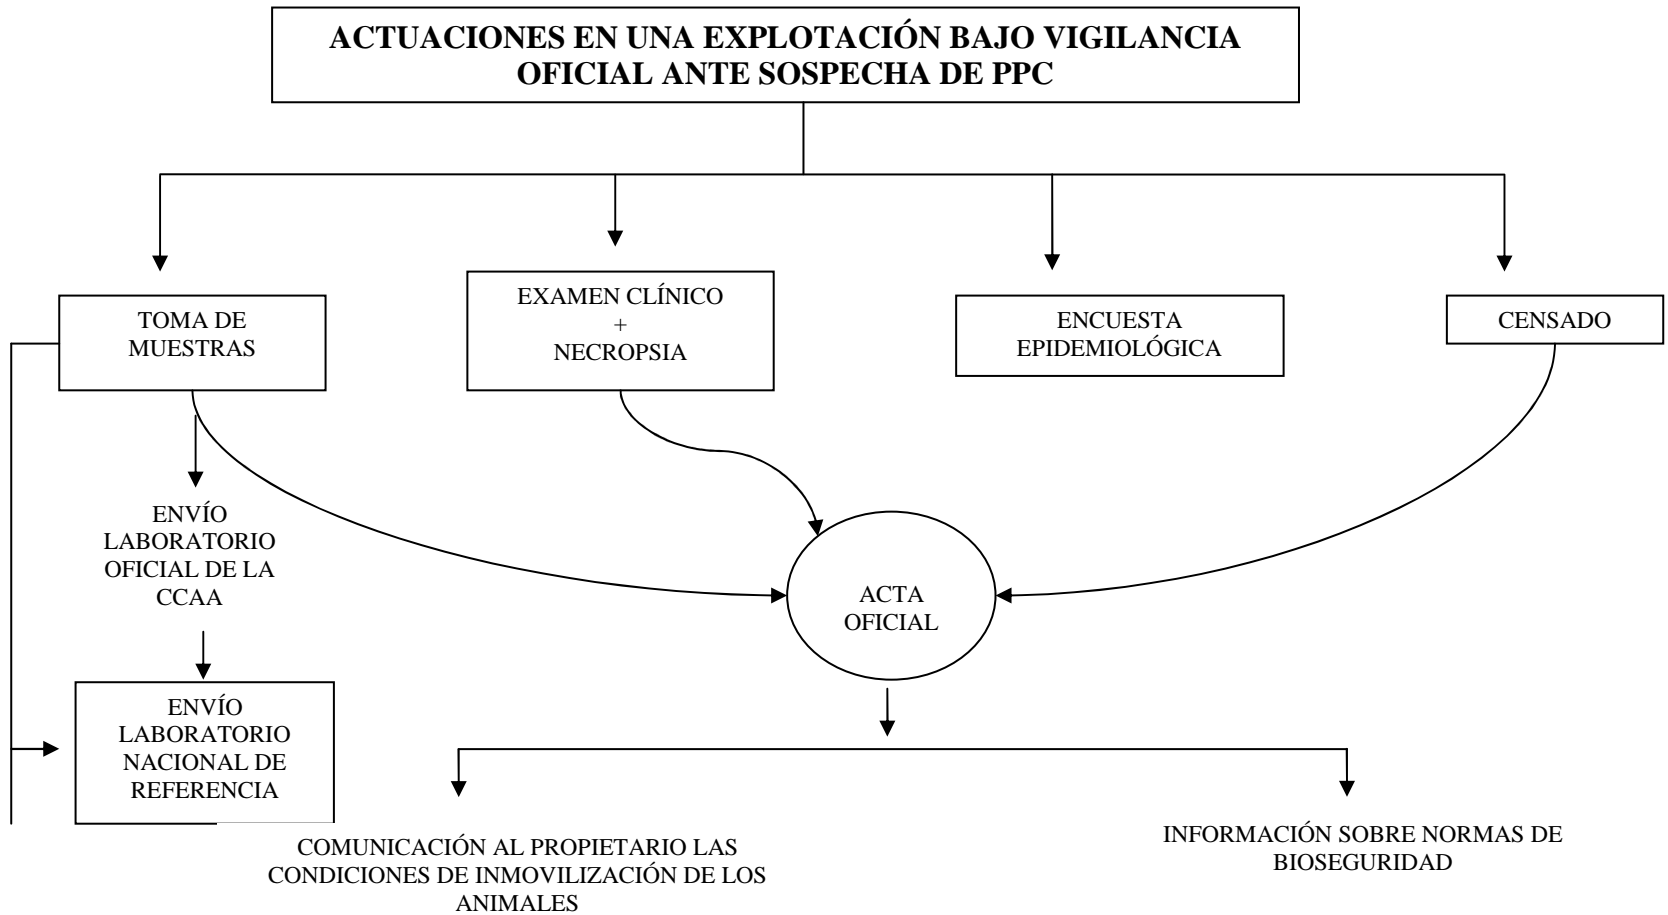 ACTUACIONES EN UNA EXPLOTACIÓN BAJO VIGILANCIA
OFICIAL ANTE SOSPECHA DE PPC
TOMA DE
MUESTRAS
EXAMEN CLÍNICO
+
NECROPSIA
ENCUESTA
EPIDEMIOLÓGICA
CENSADO
ENVÍO
LABORATORIO
OFICIAL DE LA
CCAA
ACTA
OFICIAL
ENVÍO
LABORATORIO
NACIONAL DE
REFERENCIA
COMUNICACIÓN AL PROPIETARIO LAS
CONDICIONES DE INMOVILIZACIÓN DE LOS
ANIMALES
INFORMACIÓN SOBRE NORMAS DE
BIOSEGURIDAD